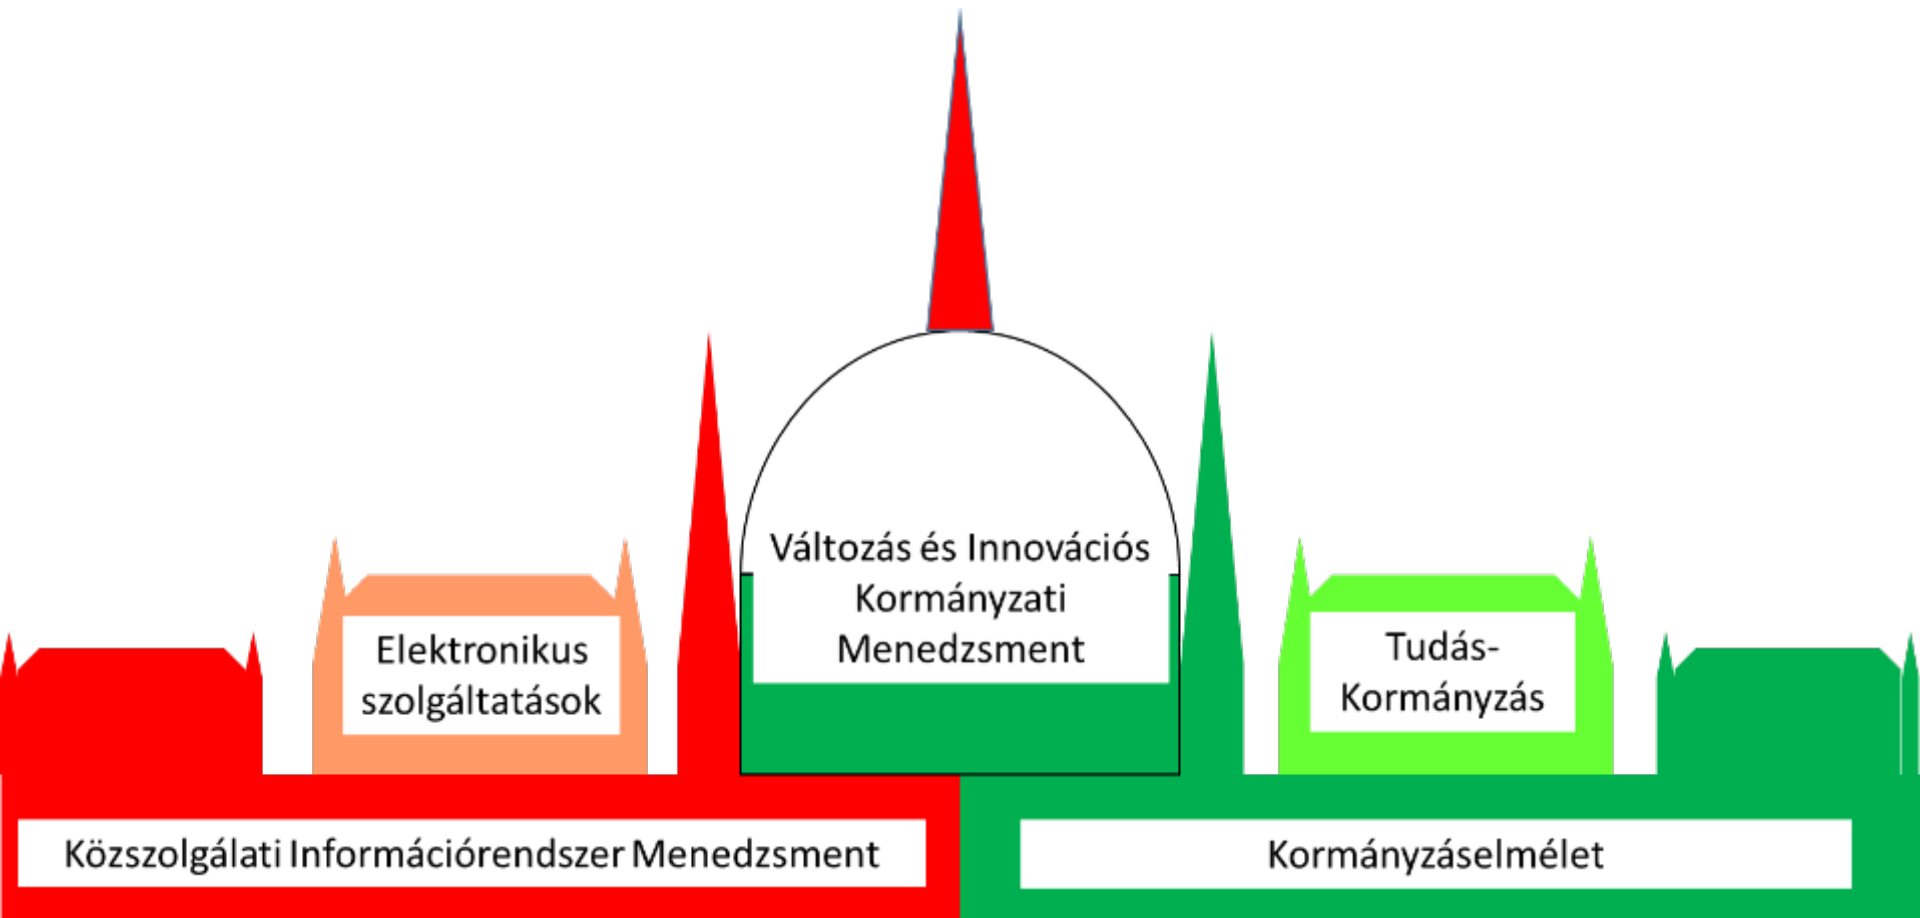 Változás és Innovációs
Kormányzati
Menedzsment
Elektronikus
szolgáltatások
Tudás-
Kormányzás
Közszolgálati Információrendszer Menedzsment
Kormányzáselmélet